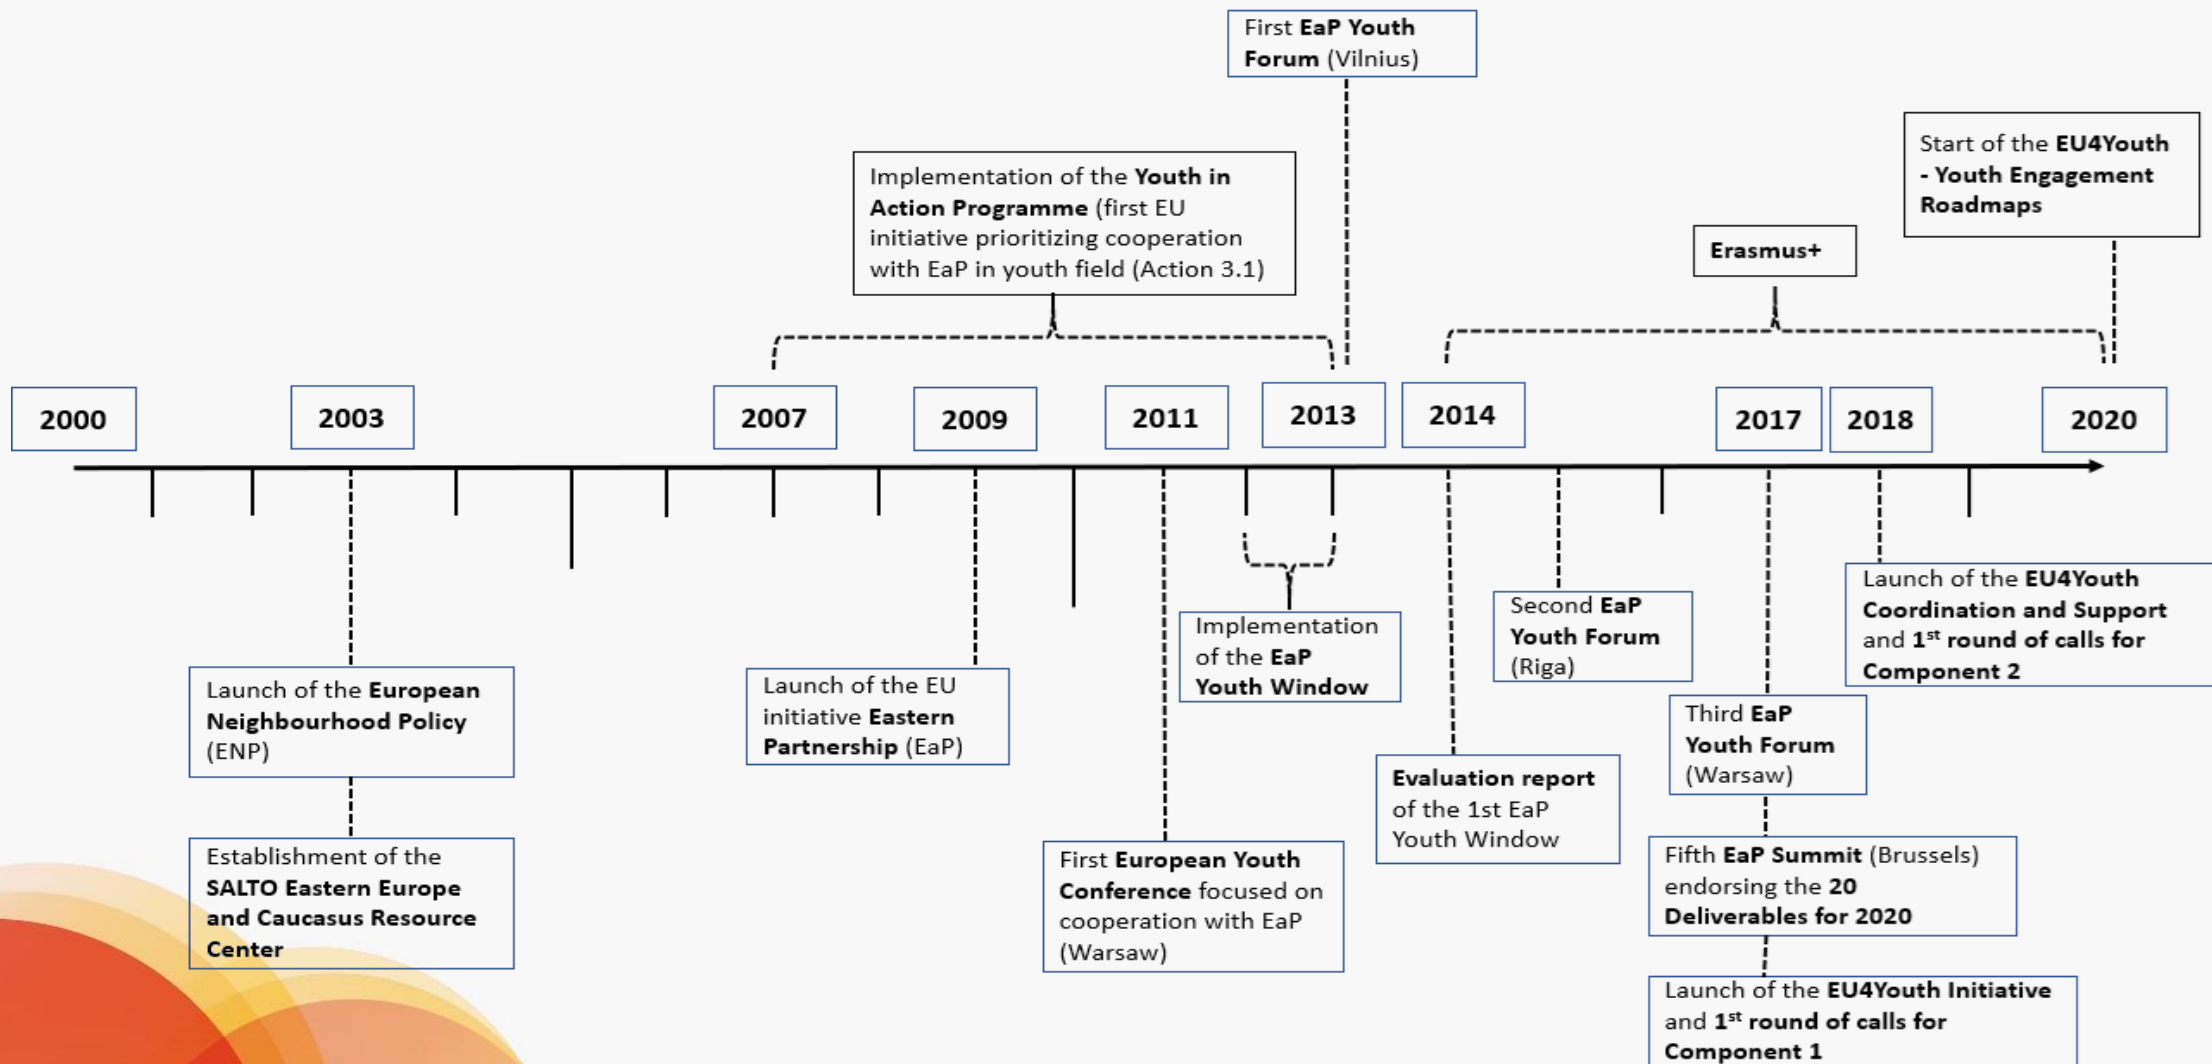 First EaP Youth
Forum (Vilnius)
Start of the EU4Youth
- Youth Engagement
Roadmaps
Implementation of the Youth in
Action Programme (first EU
initiative prioritizing cooperation
with EaP in youth field (Action 3.1)
Erasmus+
2000
2003
2007
2009
2011
2013
2014
2017
2018
2020
Launch of the European
Neighbourhood Policy
(ENP)
Establishment of the
SALTO Eastern Europe
and Caucasus Resource
Center
Launch of the EU
initiative Eastern
Partnership (EaP)
First European Youth
Conference focused on
cooperation with EaP
(Warsaw)
Implementation
of the EaP
Youth Window
Evaluation report
of the 1st EaP
Youth Window
Second EaP
Youth Forum
(Riga)
Third EaP
Youth Forum
(Warsaw)
Fifth EaP Summit (Brussels)
endorsing the 20
Deliverables for 2020
Launch of the EU4Youth Initiative
and 1st round of calls for
Component 1
Launch of the EU4Youth
Coordination and Support
and 1st round of calls for
Component 2